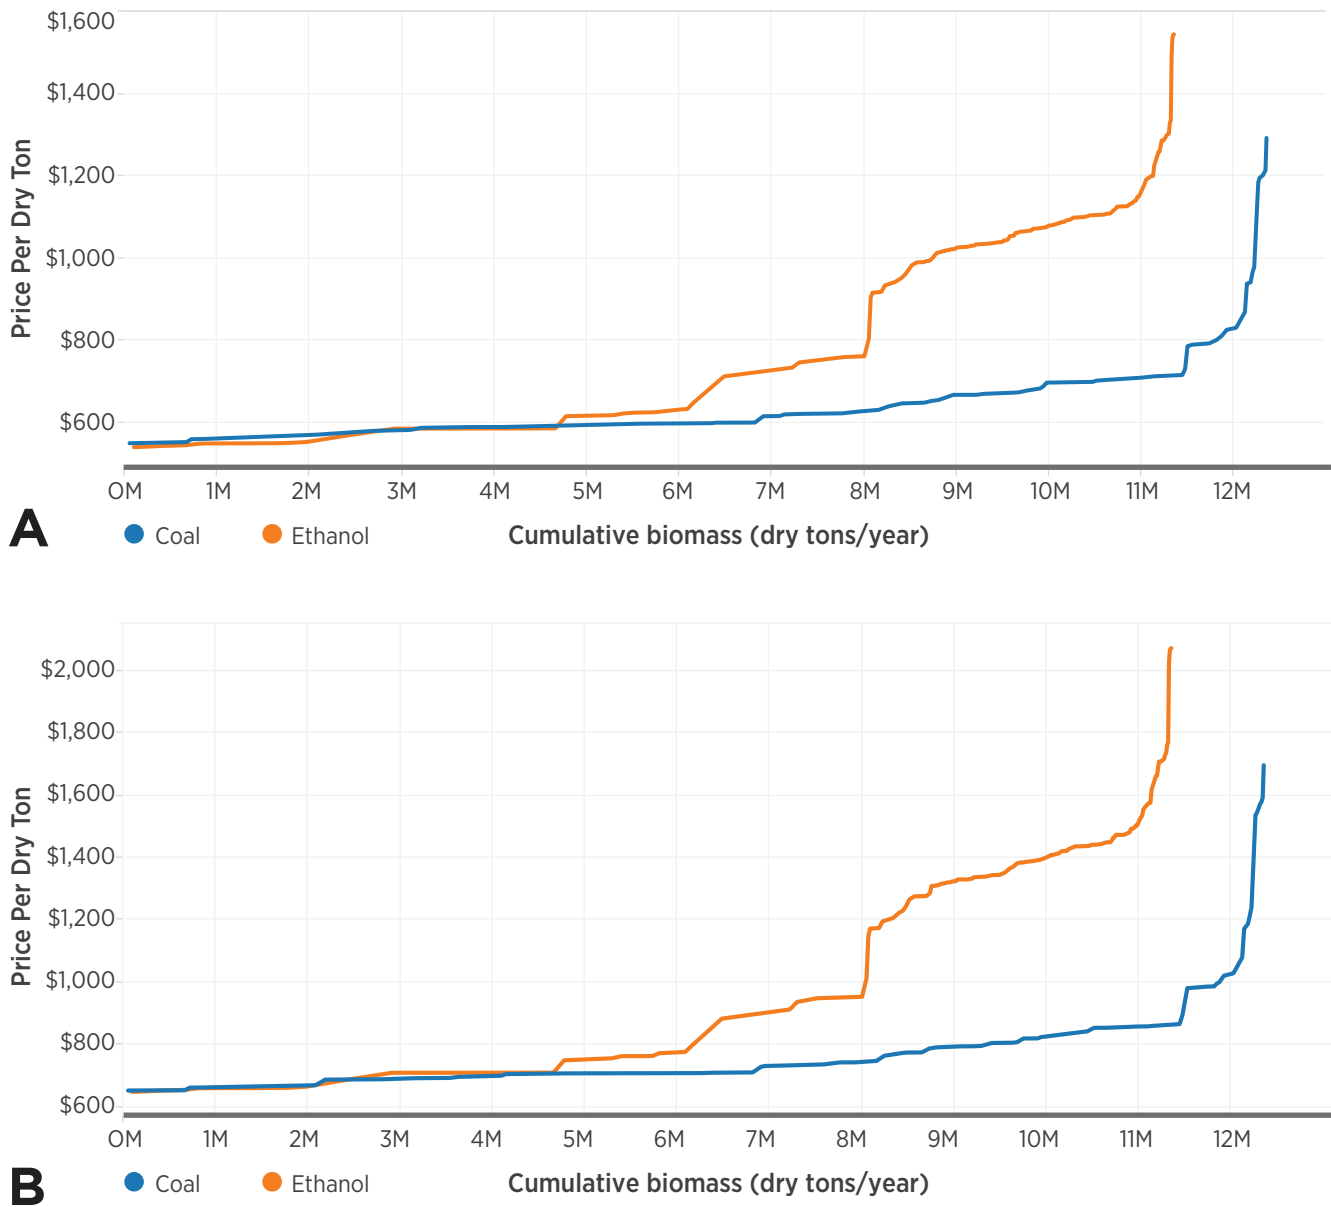 $1,600
$1,400
$1,200
$1,000
$800
$600
Price Per Dry Ton
0M 1M 2M 3M 4M 5M 6M 7M 8M 9M 10M 11M 12M
A
Coal Ethanol Cumulative biomass (dry tons/year)
$2,000
$1,800
$1,600
$1,400
$1,200
$1,000
$800
$600
Price Per Dry Ton
0M 1M 2M 3M 4M 5M 6M 7M 8M 9M 10M 11M 12M
B
Coal Ethanol Cumulative biomass (dry tons/year)